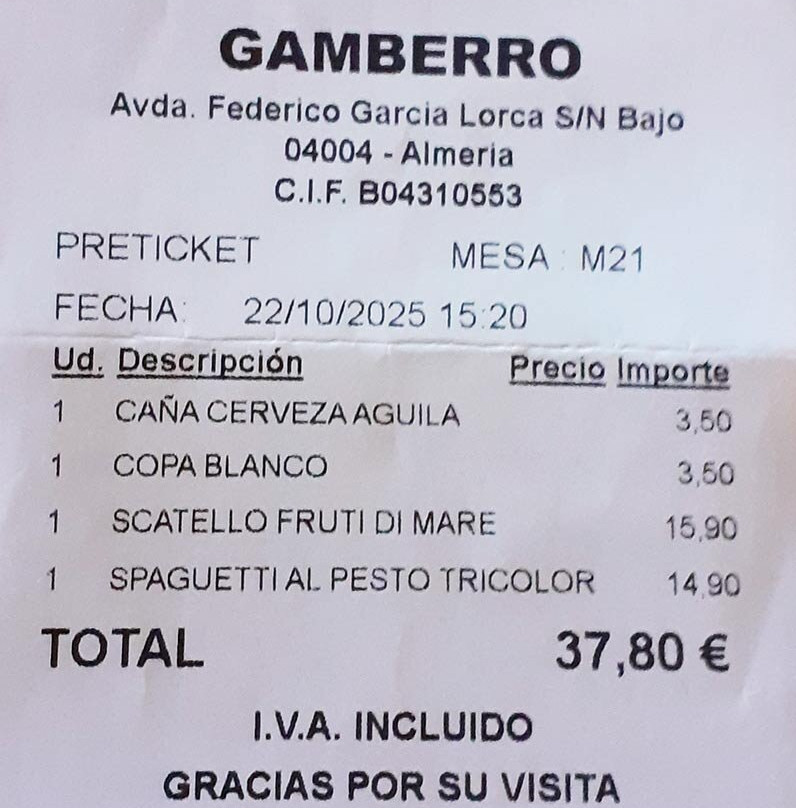 GAMBERRO
Avda. Federico Garcia Lorca S/N Bajo
04004 - Almeria
C.I.F. B04310553
PRETICKET MESA : M21
FECHA: 22/10/2025 15:20
Ud. Descripción Precio Importe
1 CAÑA CERVEZA AGUILA 3,50
1 COPA BLANCO 3,50
1 SCATELLO FRUTI DI MARE 15,90
1 SPAGUETTI AL PESTO TRICOLOR 14,90
TOTAL 37,80 €
I.V.A. INCLUIDO
GRACIAS POR SU VISITA